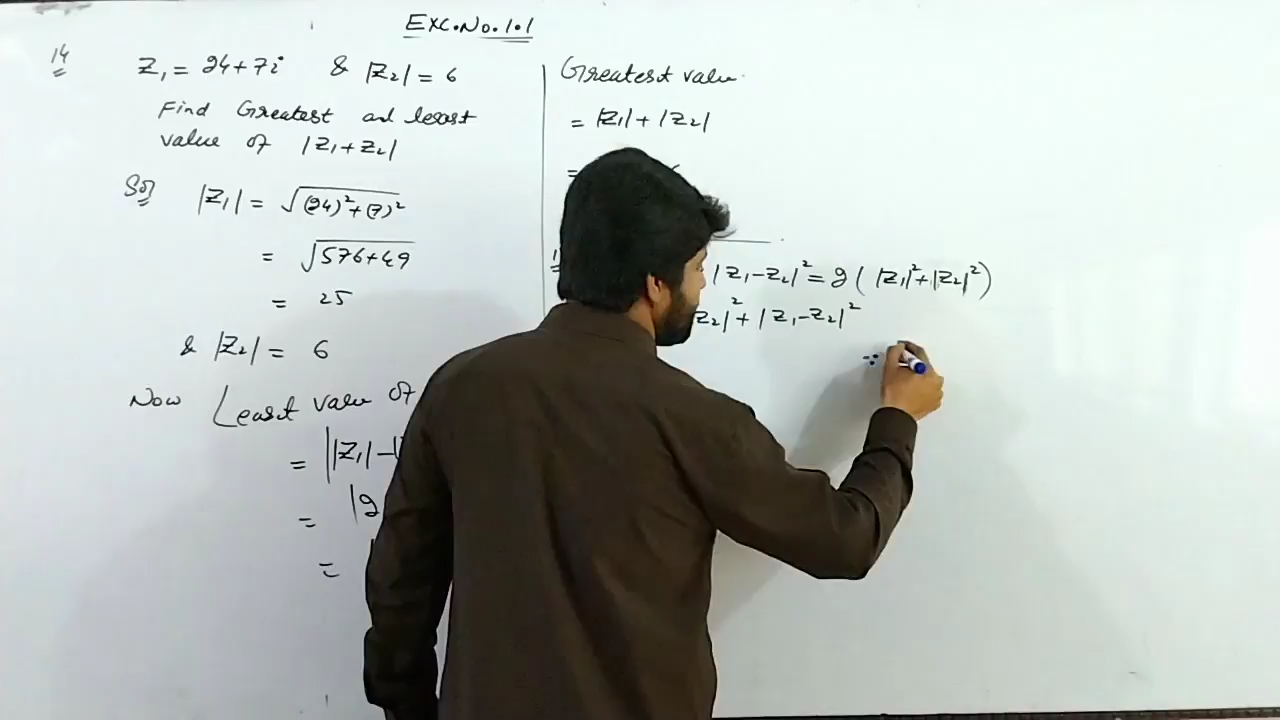 Exc.No.1.1
14
Z₁ = 24+7i & |Z₂| = 6
Find Greatest and least
value of |Z₁+Z₂|
Sol |Z₁| = √(24)²+(7)²
= √576+49
= 25
& |Z₂| = 6
Now Least value of
= ||Z₁|-|
= |2
=
Greatest value
= |Z₁|+|Z₂|
=
|Z₁-Z₂|² = 2(|Z₁|²+|Z₂|²)
Z₂|²+|Z₁-Z₂|²
∵